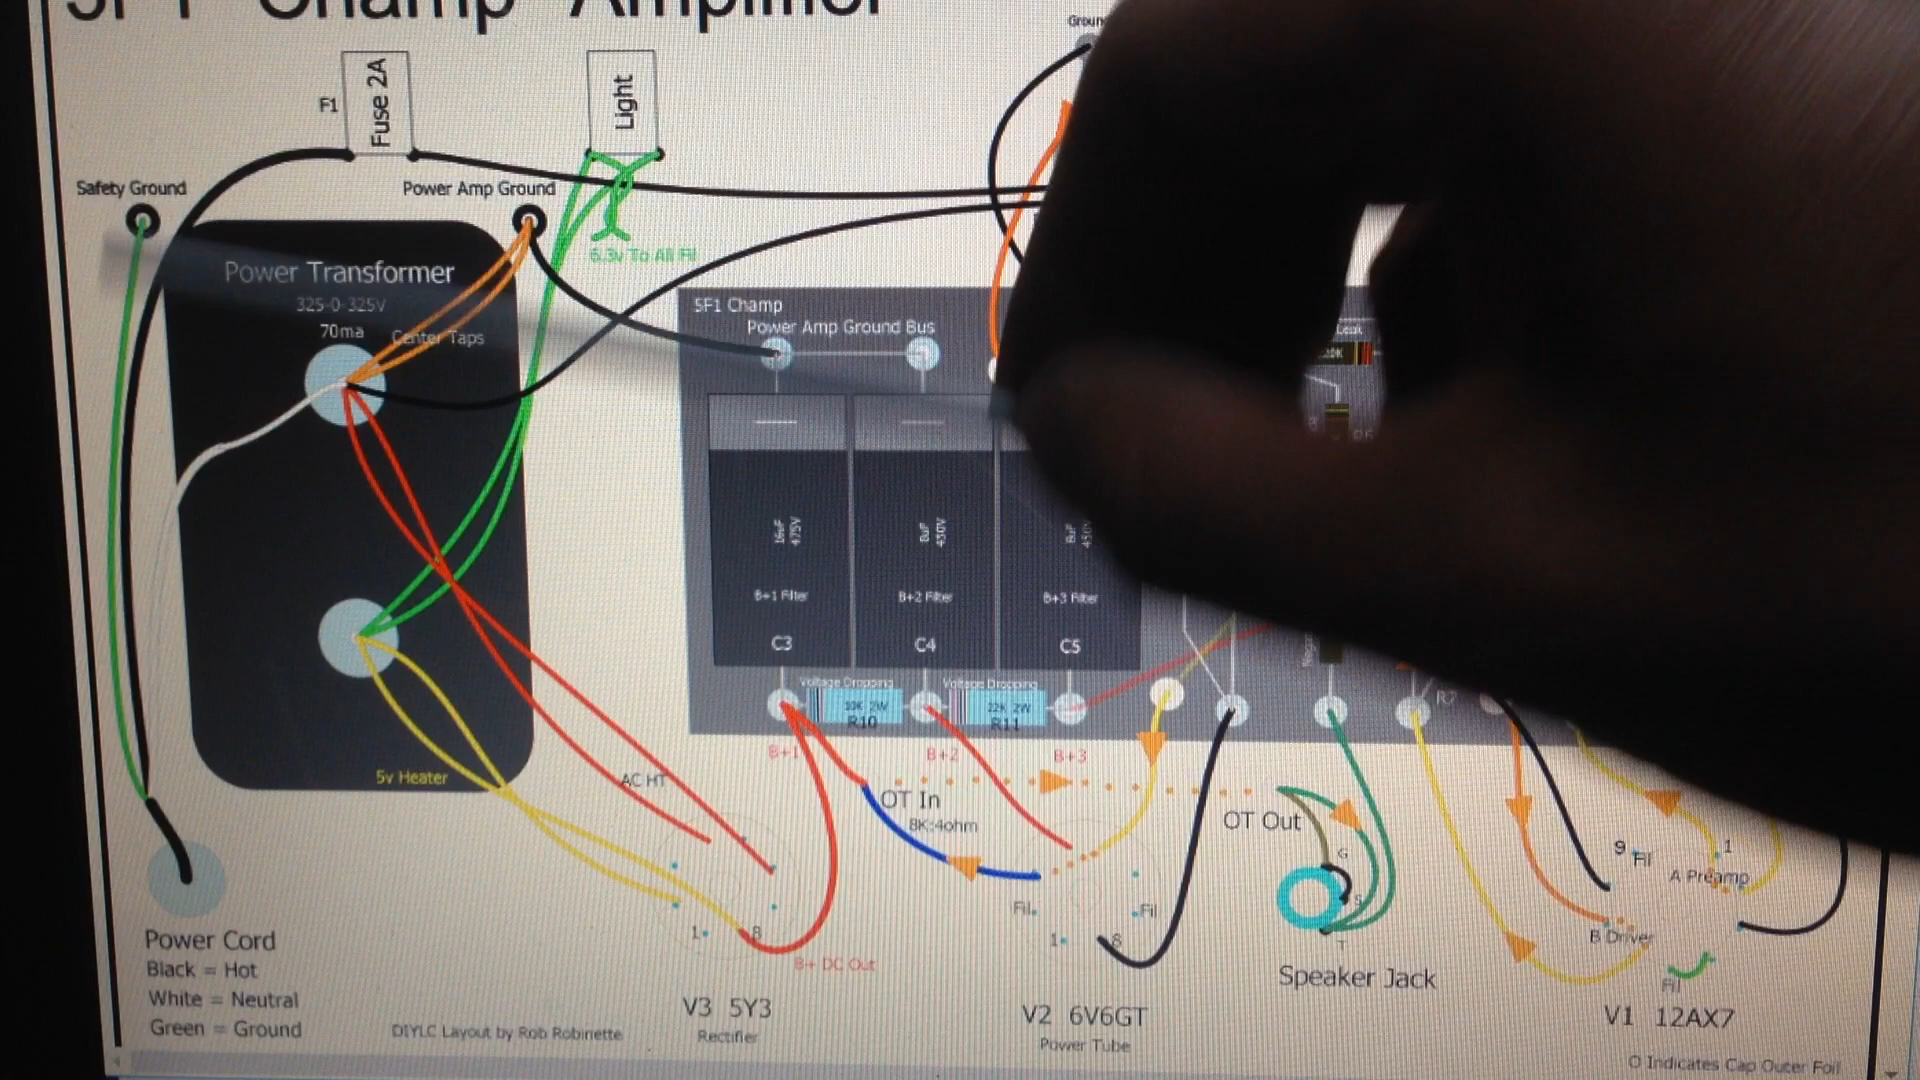 5F1 "Champ" Amplifier
Ground
F1
Fuse 2A
Light
Safety Ground
Power Amp Ground
6.3v To All Fil
Power Transformer
325-0-325V
70ma
Center Taps
5F1 Champ
Power Amp Ground Bus
Leak
16uF
475V
8uF
450V
8uF
B+1 Filter
B+2 Filter
B+3 Filter
C3
C4
C5
Voltage Dropping
Voltage Dropping
10K 2W
22K 2W
R10
R11
R7
B+1
B+2
B+3
5v Heater
AC HT
OT In
8K:4ohm
OT Out
G
S
T
9
Fil
1
A Preamp
Fil
Fil
1
8
1
8
B Driver
Fil
B+ DC Out
Power Cord
Black = Hot
White = Neutral
Green = Ground
Speaker Jack
V3 5Y3
Rectifier
V2 6V6GT
Power Tube
V1 12AX7
DIYLC Layout by Rob Robinette
O Indicates Cap Outer Foil